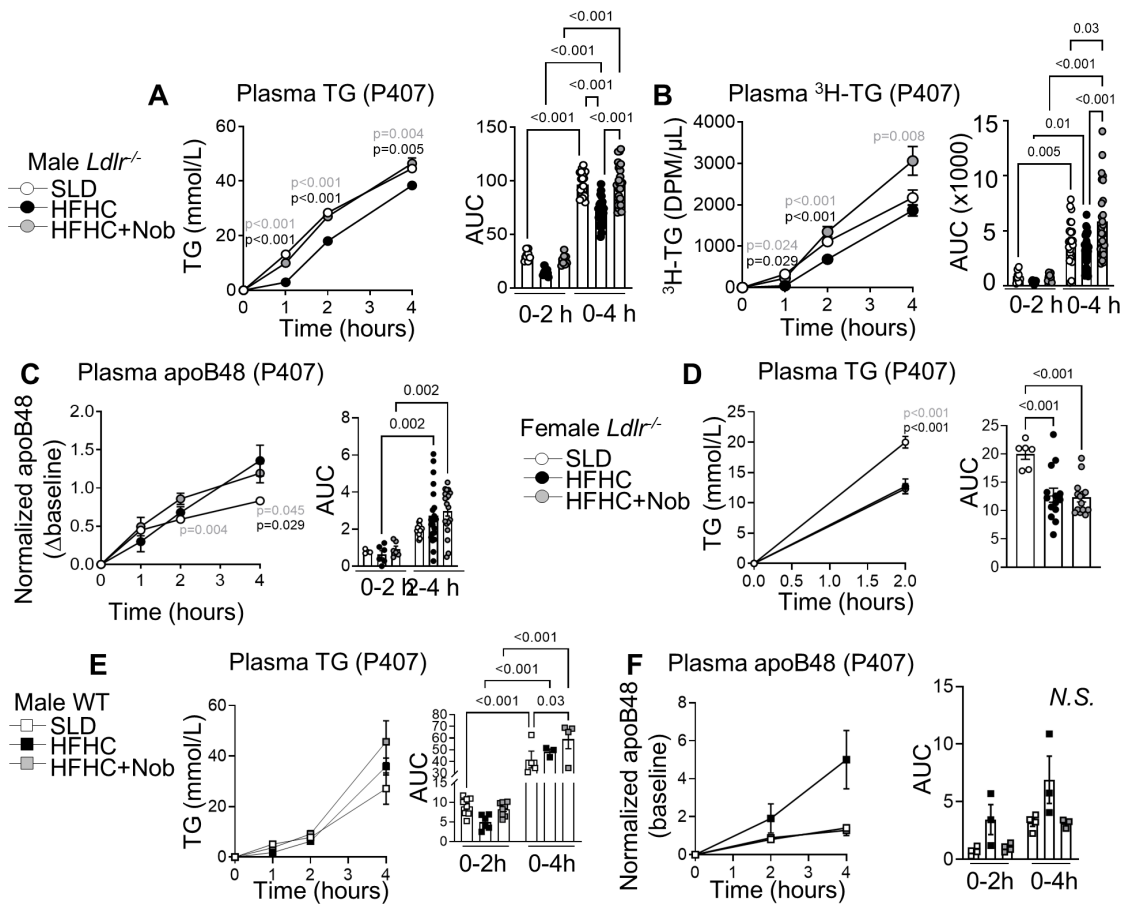 A
Plasma TG (P407)
Male Ldlr-/-
SLD
HFHC
HFHC+Nob
TG (mmol/L)
60
40
20
0
p<0.001
p<0.001
p<0.001
p<0.001
p=0.004
p=0.005
0 1 2 3 4
Time (hours)
AUC
150
100
50
0
<0.001
<0.001
<0.001
<0.001
<0.001
0-2 h 0-4 h
B
Plasma 3H-TG (P407)
3H-TG (DPM/µL)
4000
3000
2000
1000
0
p=0.024
p=0.029
p<0.001
p<0.001
p=0.008
0 1 2 3 4
Time (hours)
AUC (x1000)
15
10
5
0
0.03
<0.001
<0.001
0.01
0.005
0-2 h 0-4 h
C
Plasma apoB48 (P407)
Normalized apoB48
(Δbaseline)
2.0
1.5
1.0
0.5
0.0
p=0.004
p=0.045
p=0.029
0 1 2 3 4
Time (hours)
AUC
8
6
4
2
0
0.002
0.002
0-2 h 2-4 h
Female Ldlr-/-
SLD
HFHC
HFHC+Nob
D
Plasma TG (P407)
TG (mmol/L)
25
20
15
10
5
0
p<0.001
p<0.001
0.0 0.5 1.0 1.5 2.0
Time (hours)
AUC
25
20
15
10
5
0
<0.001
<0.001
E
Plasma TG (P407)
Male WT
SLD
HFHC
HFHC+Nob
TG (mmol/L)
60
40
20
0
0 1 2 3 4
Time (hours)
AUC
80
70
60
50
40
30
15
10
5
0
<0.001
<0.001
<0.001 0.03
0-2h 0-4h
F
Plasma apoB48 (P407)
Normalized apoB48
(baseline)
8
6
4
2
0
0 1 2 3 4
Time (hours)
AUC
15
10
5
0
N.S.
0-2h 0-4h